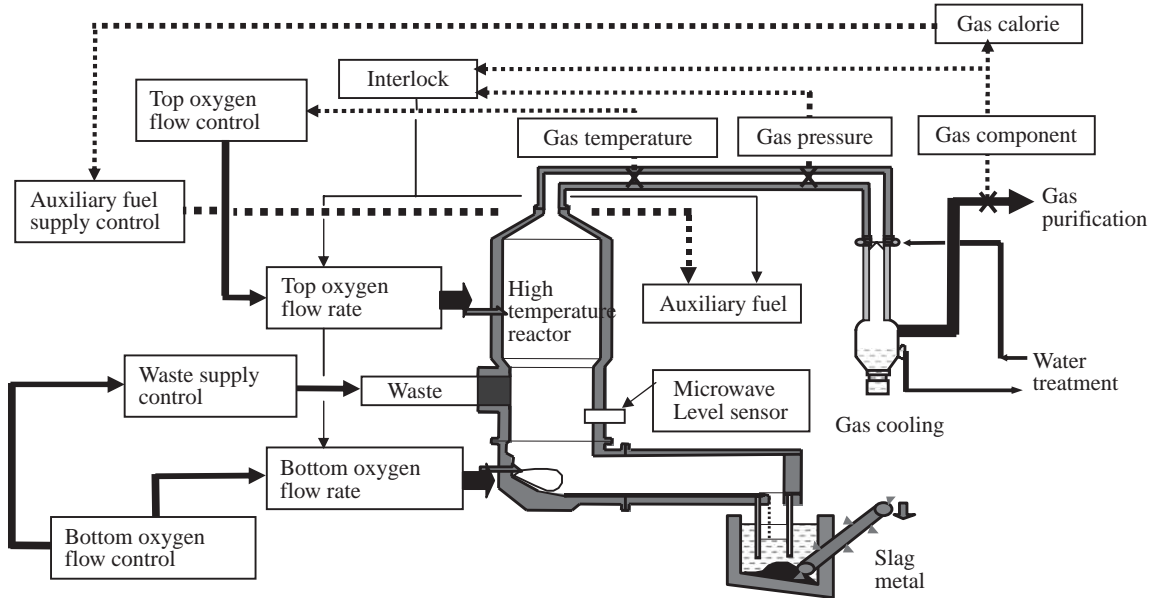 Gas calorie
Interlock
Top oxygen
flow control
Gas temperature
Gas pressure
Gas component
Auxiliary fuel
supply control
Gas
purification
Top oxygen
flow rate
High
temperature
reactor
Auxiliary fuel
Waste supply
control
Waste
Microwave
Level sensor
Water
treatment
Gas cooling
Bottom oxygen
flow rate
Bottom oxygen
flow control
Slag
metal